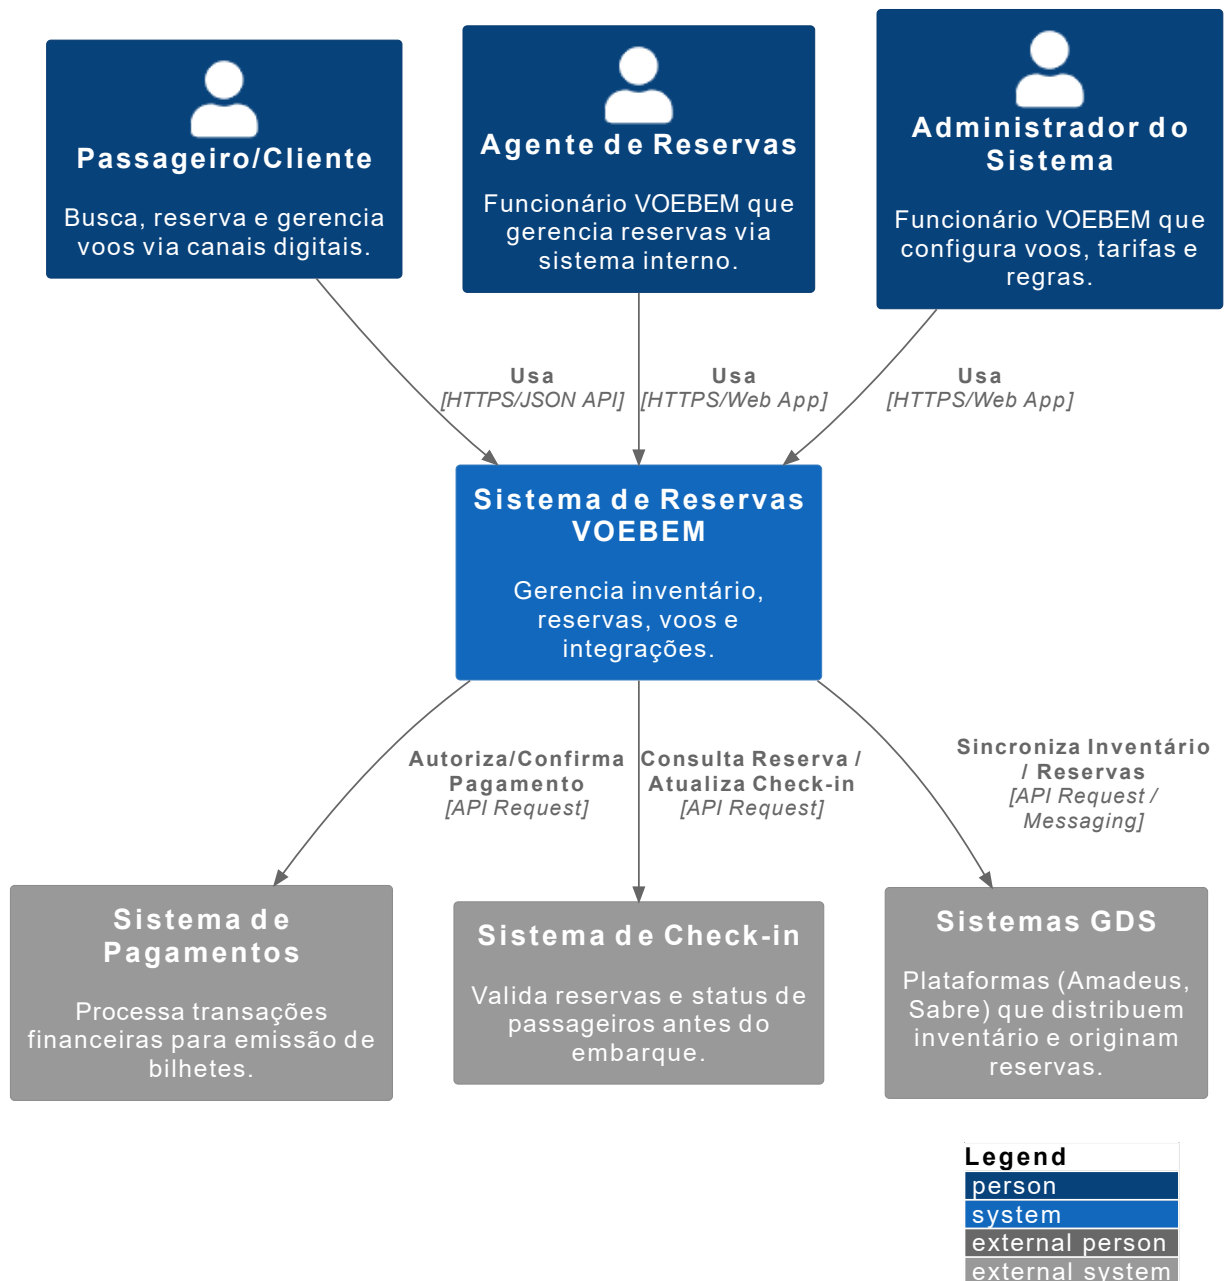 Passageiro/Cliente
Busca, reserva e gerencia
voos via canais digitais.
Agente de Reservas
Funcionário VOEBEM que
gerencia reservas via
sistema interno.
Administrador do
Sistema
Funcionário VOEBEM que
configura voos, tarifas e
regras.
Usa
[HTTPS/JSON API]
Usa
[HTTPS/Web App]
Usa
[HTTPS/Web App]
Sistema de Reservas
VOEBEM
Gerencia inventário,
reservas, voos e
integrações.
Autoriza/Confirma
Pagamento
[API Request]
Consulta Reserva /
Atualiza Check-in
[API Request]
Sincroniza Inventário
/ Reservas
[API Request /
Messaging]
Sistema de
Pagamentos
Processa transações
financeiras para emissão de
bilhetes.
Sistema de Check-in
Valida reservas e status de
passageiros antes do
embarque.
Sistemas GDS
Plataformas (Amadeus,
Sabre) que distribuem
inventário e originam
reservas.
Legend
person
system
external person
external system